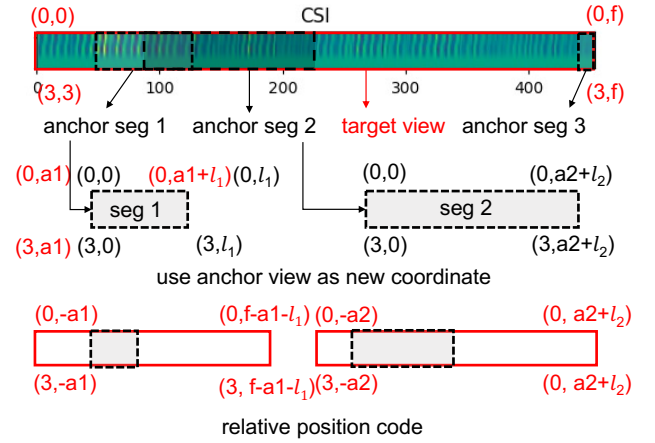 CSI
(0,0) (0,f)
0 100 200 300 400
(3,3) (3,f)
anchor seg 1 anchor seg 2 target view anchor seg 3
(0,a1) (0,0) (0,a1+l₁) (0,l₁) (0,0) (0,a2+l₂)
seg 1 seg 2
(3,a1) (3,0) (3,l₁) (3,0) (3,a2+l₂)
use anchor view as new coordinate
(0,-a1) (0,f-a1-l₁) (0,-a2) (0, a2+l₂)
(3,-a1) (3, f-a1-l₁) (3,-a2) (0, a2+l₂)
relative position code